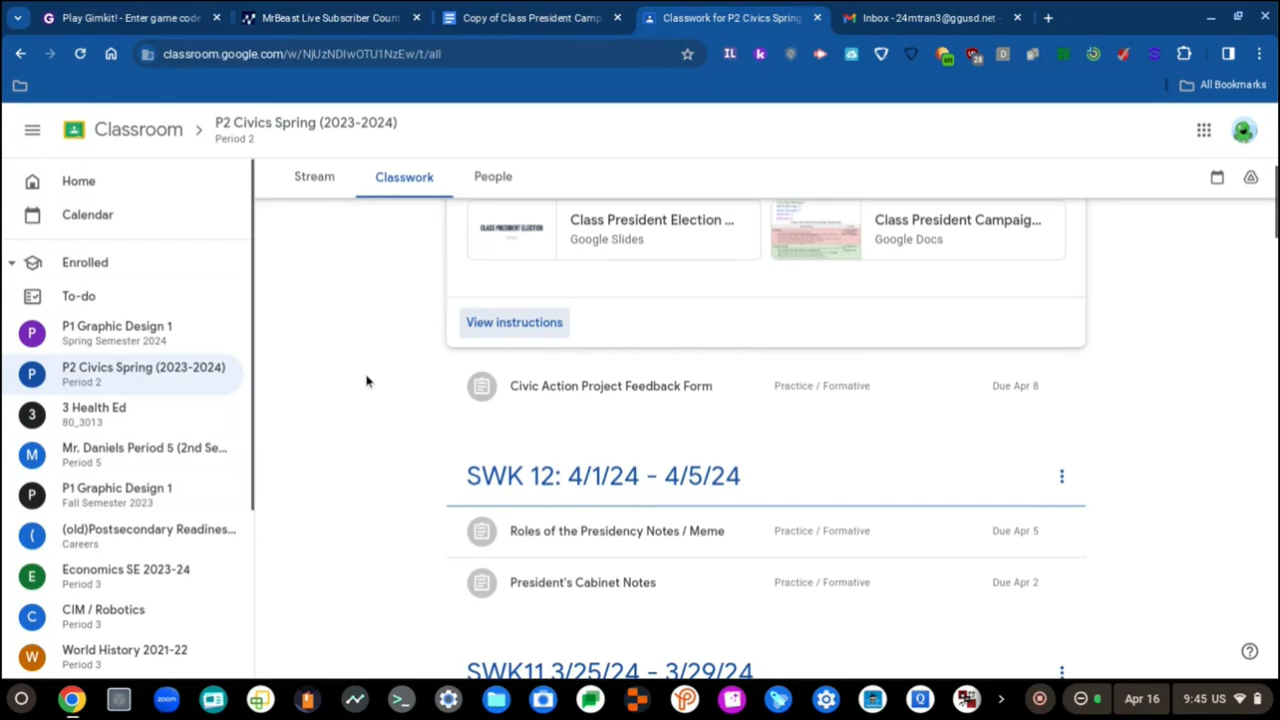 Play Gimkit! - Enter game code
MrBeast Live Subscriber Count
Copy of Class President Camp
Classwork for P2 Civics Spring
Inbox - 24mtran3@ggusd.net -
classroom.google.com/w/NjUzNDIwOTU1NzEw/t/all
All Bookmarks
Classroom
P2 Civics Spring (2023-2024)
Period 2
Stream
Classwork
People
Home
Calendar
Enrolled
To-do
P
P1 Graphic Design 1
Spring Semester 2024
P
P2 Civics Spring (2023-2024)
Period 2
3
3 Health Ed
80_3013
M
Mr. Daniels Period 5 (2nd Se...
Period 5
P
P1 Graphic Design 1
Fall Semester 2023
(
(old)Postsecondary Readines...
Careers
E
Economics SE 2023-24
Period 3
C
CIM / Robotics
Period 3
W
World History 2021-22
Period 3
CLASS PRESIDENT ELECTION
Class President Election ...
Google Slides
Class President Campaig...
Google Docs
View instructions
Civic Action Project Feedback Form Practice / Formative Due Apr 8
SWK 12: 4/1/24 - 4/5/24
Roles of the Presidency Notes / Meme Practice / Formative Due Apr 5
President's Cabinet Notes Practice / Formative Due Apr 2
SWK11 3/25/24 - 3/29/24
zoom
Apr 16
9:45 US